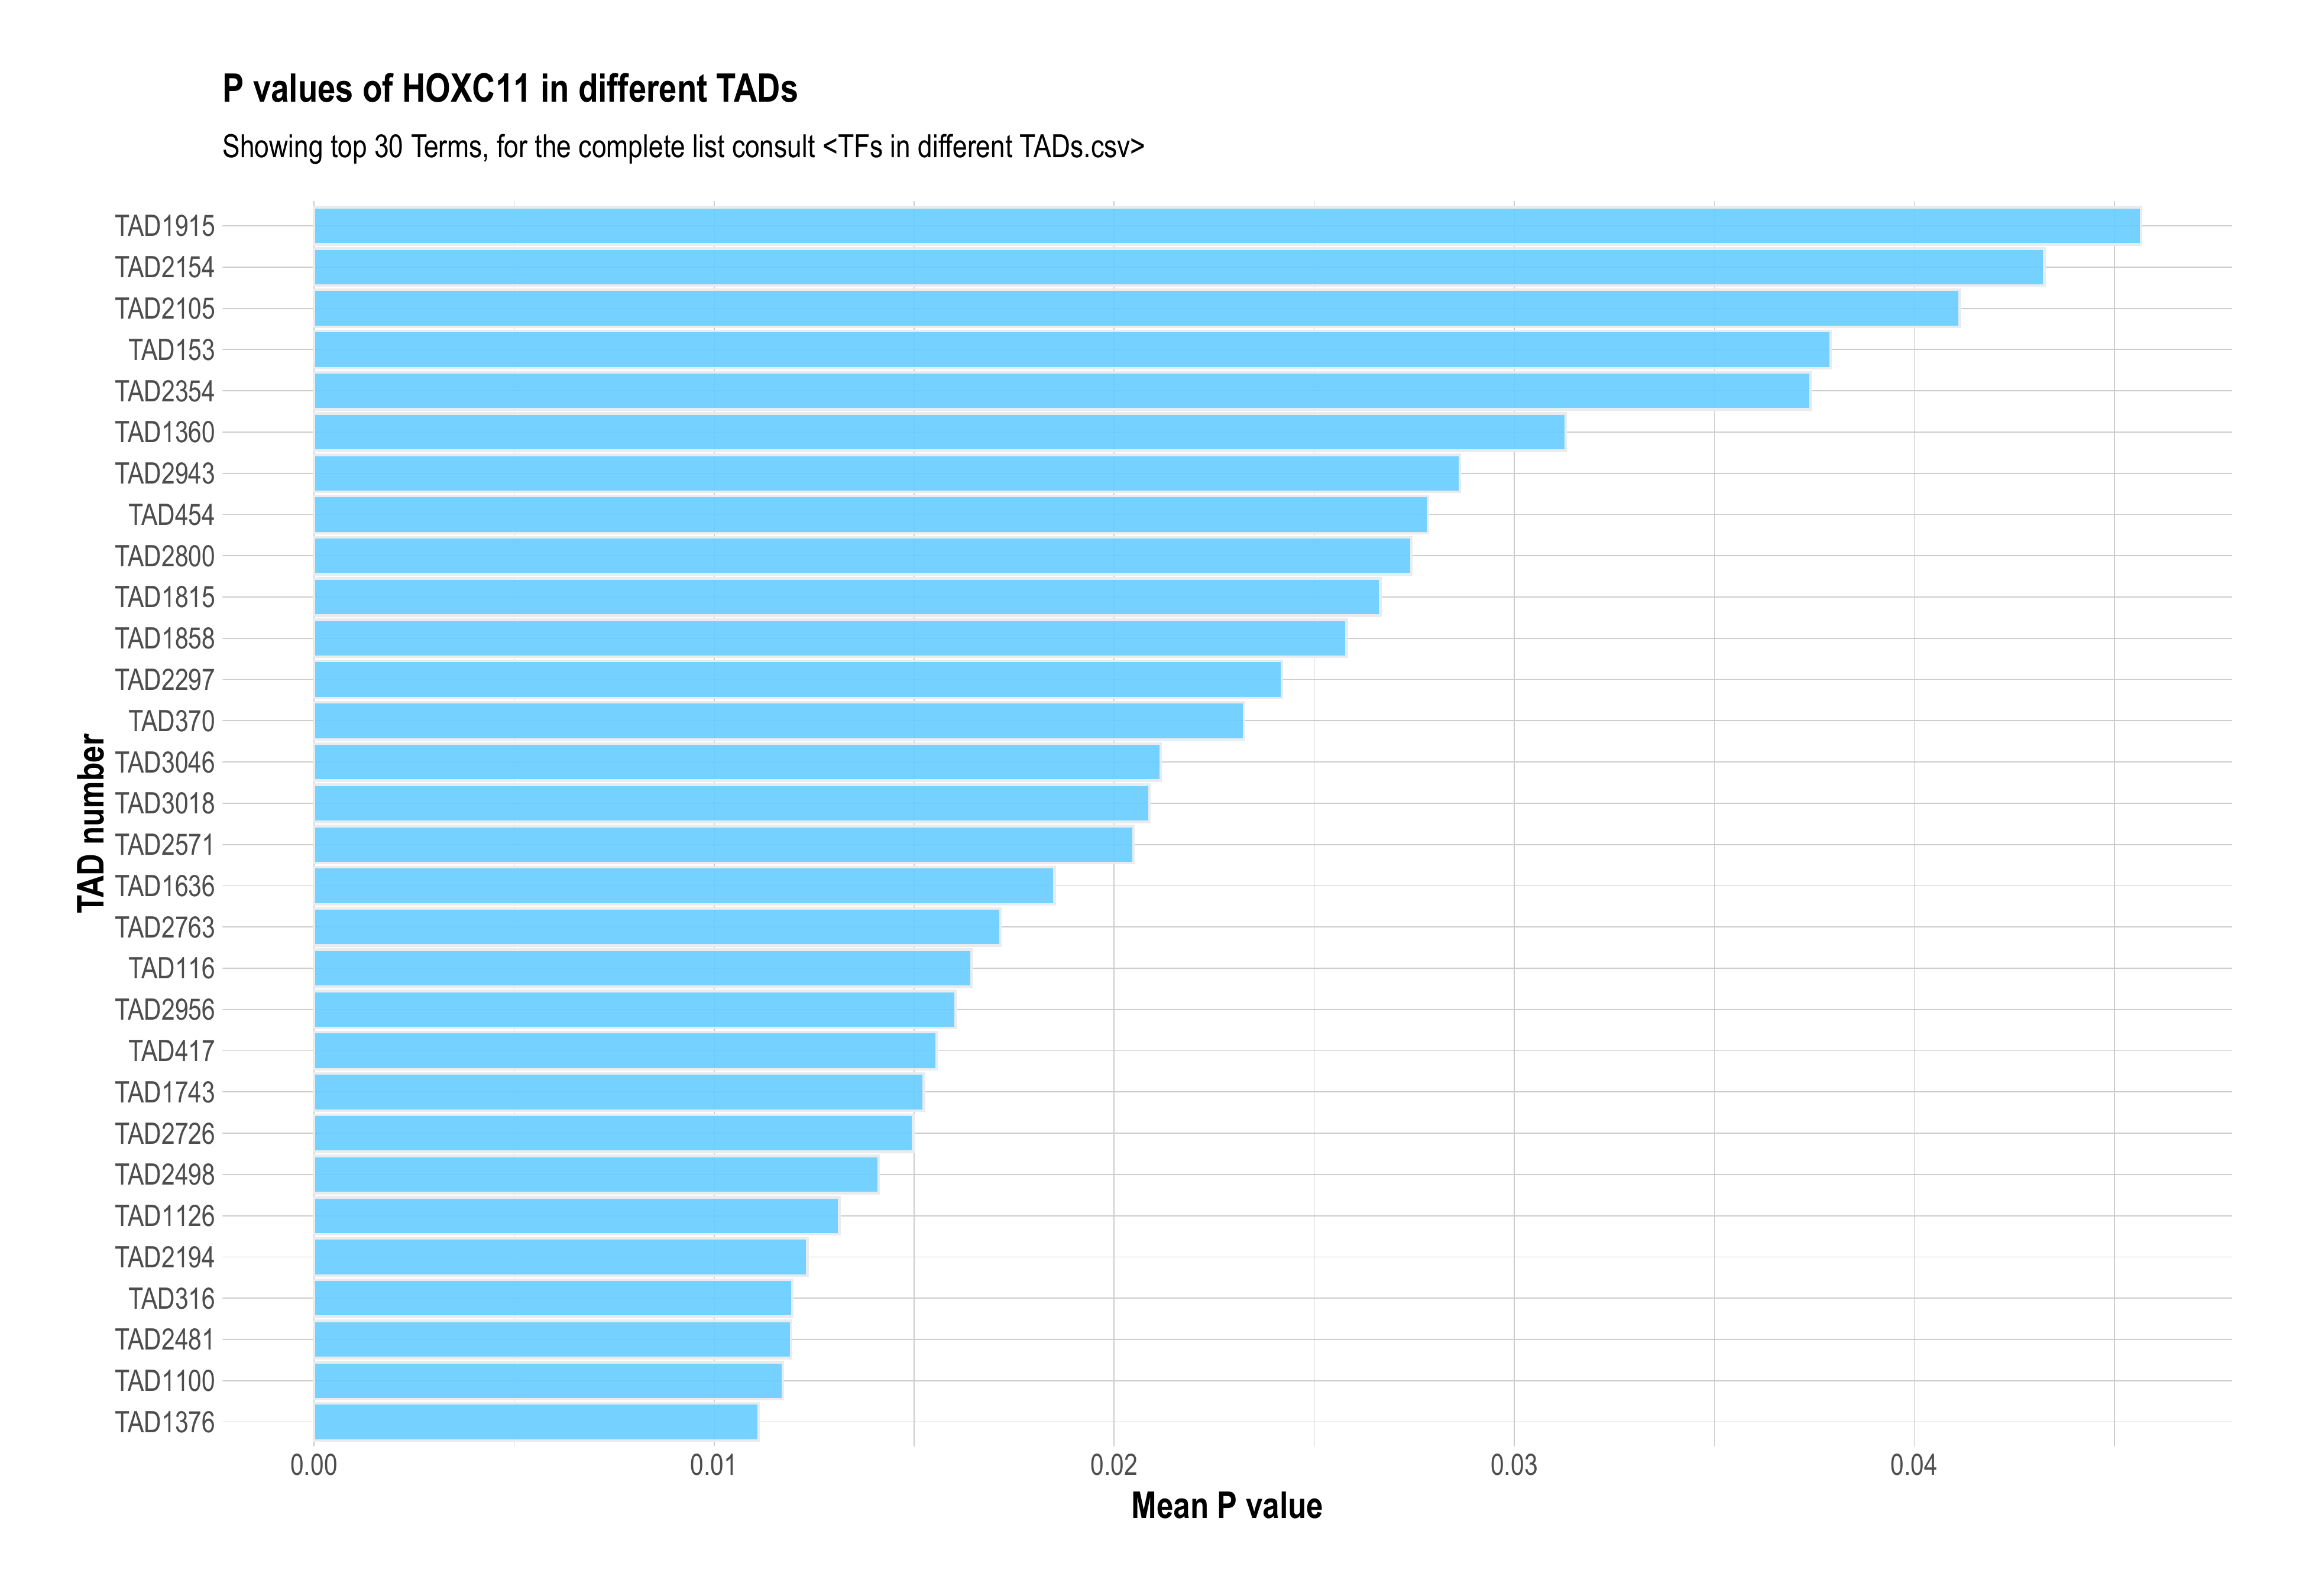 P values of HOXC11 in different TADs
Showing top 30 Terms, for the complete list consult <TFs in different TADs.csv>
TAD number
TAD1915
TAD2154
TAD2105
TAD153
TAD2354
TAD1360
TAD2943
TAD454
TAD2800
TAD1815
TAD1858
TAD2297
TAD370
TAD3046
TAD3018
TAD2571
TAD1636
TAD2763
TAD116
TAD2956
TAD417
TAD1743
TAD2726
TAD2498
TAD1126
TAD2194
TAD316
TAD2481
TAD1100
TAD1376
0.00 0.01 0.02 0.03 0.04
Mean P value